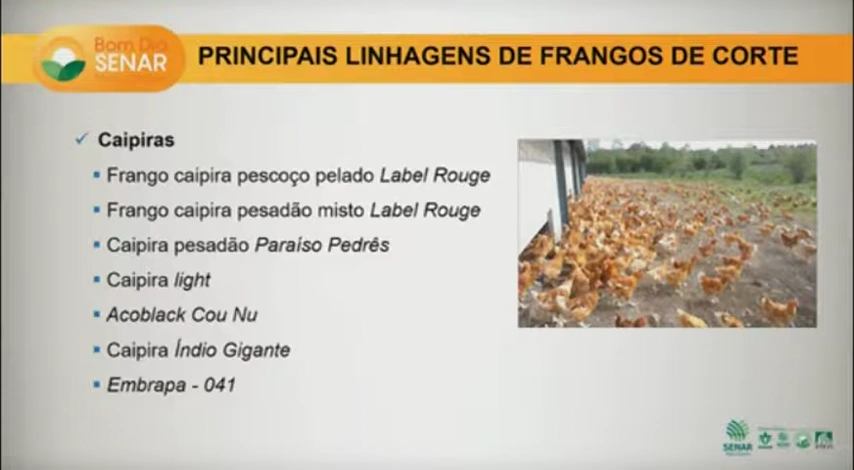 Bom Dia
SENAR
PRINCIPAIS LINHAGENS DE FRANGOS DE CORTE
Caipiras
Frango caipira pescoço pelado Label Rouge
Frango caipira pesadão misto Label Rouge
Caipira pesadão Paraíso Pedrês
Caipira light
Acoblack Cou Nu
Caipira Índio Gigante
Embrapa - 041
SENAR